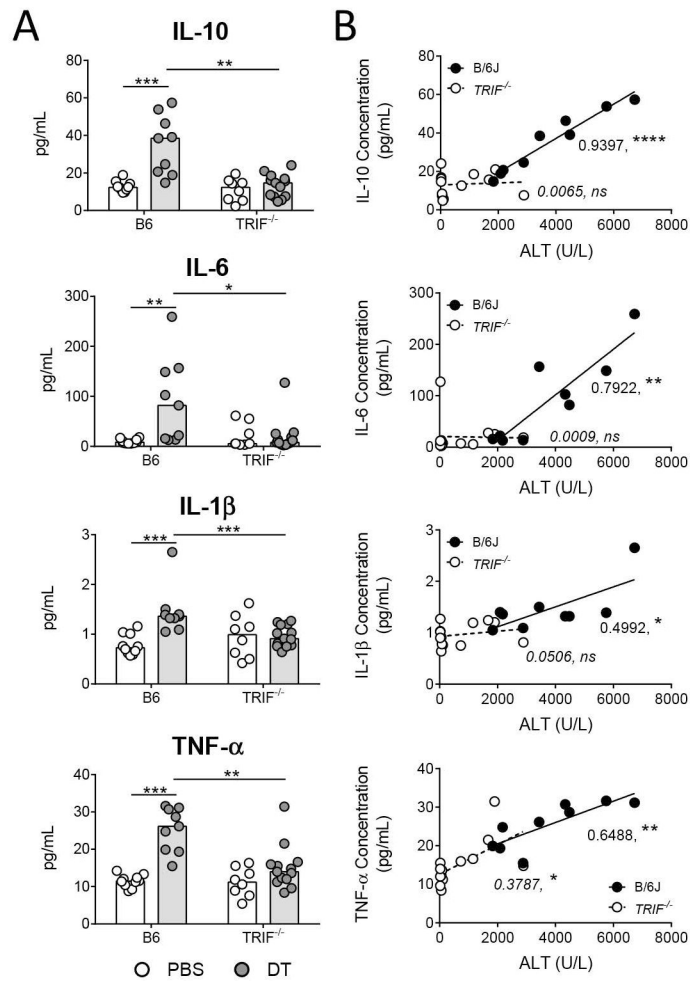 A
B
IL-10
pg/mL
80
60
40
20
0
***
**
B6
TRIF-/-
IL-10 Concentration
(pg/mL)
80
60
40
20
0
B/6J
TRIF-/-
0.9397, ****
0.0065, ns
0 2000 4000 6000 8000
ALT (U/L)
IL-6
pg/mL
300
200
100
0
**
*
B6
TRIF-/-
IL-6 Concentration
(pg/mL)
300
200
100
0
B/6J
TRIF-/-
0.7922, **
0.0009, ns
0 2000 4000 6000 8000
ALT (U/L)
IL-1β
pg/mL
3
2
1
0
***
***
B6
TRIF-/-
IL-1β Concentration
(pg/mL)
3
2
1
0
B/6J
TRIF-/-
0.4992, *
0.0506, ns
0 2000 4000 6000 8000
ALT (U/L)
TNF-α
pg/mL
40
30
20
10
0
***
**
B6
TRIF-/-
TNF-α Concentration
(pg/mL)
40
30
20
10
0
0.6488, **
0.3787, *
B/6J
TRIF-/-
0 2000 4000 6000 8000
ALT (U/L)
PBS DT